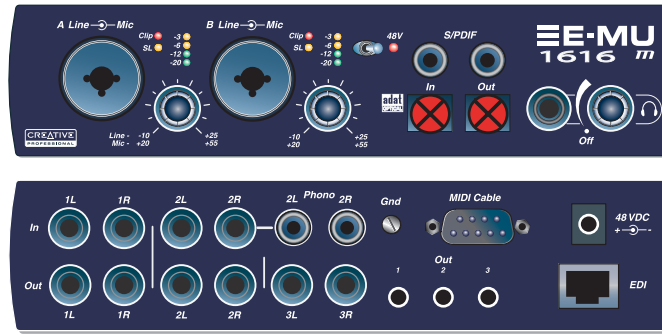 A Line Mic
B Line Mic
Clip
SL
-3
-6
-12
-20
Clip
SL
-3
-6
-12
-20
48V
S/PDIF
E-MU
1616 m
adat
OPTICAL
In
Out
CREATIVE
PROFESSIONAL
Line - -10 +25
Mic - +20 +55
-10 +25
+20 +55
Off
1L 1R 2L 2R 2L Phono 2R
Gnd
MIDI Cable
In
48 VDC
+ -
Out
Out
1 2 3
EDI
1L 1R 2L 2R 3L 3R